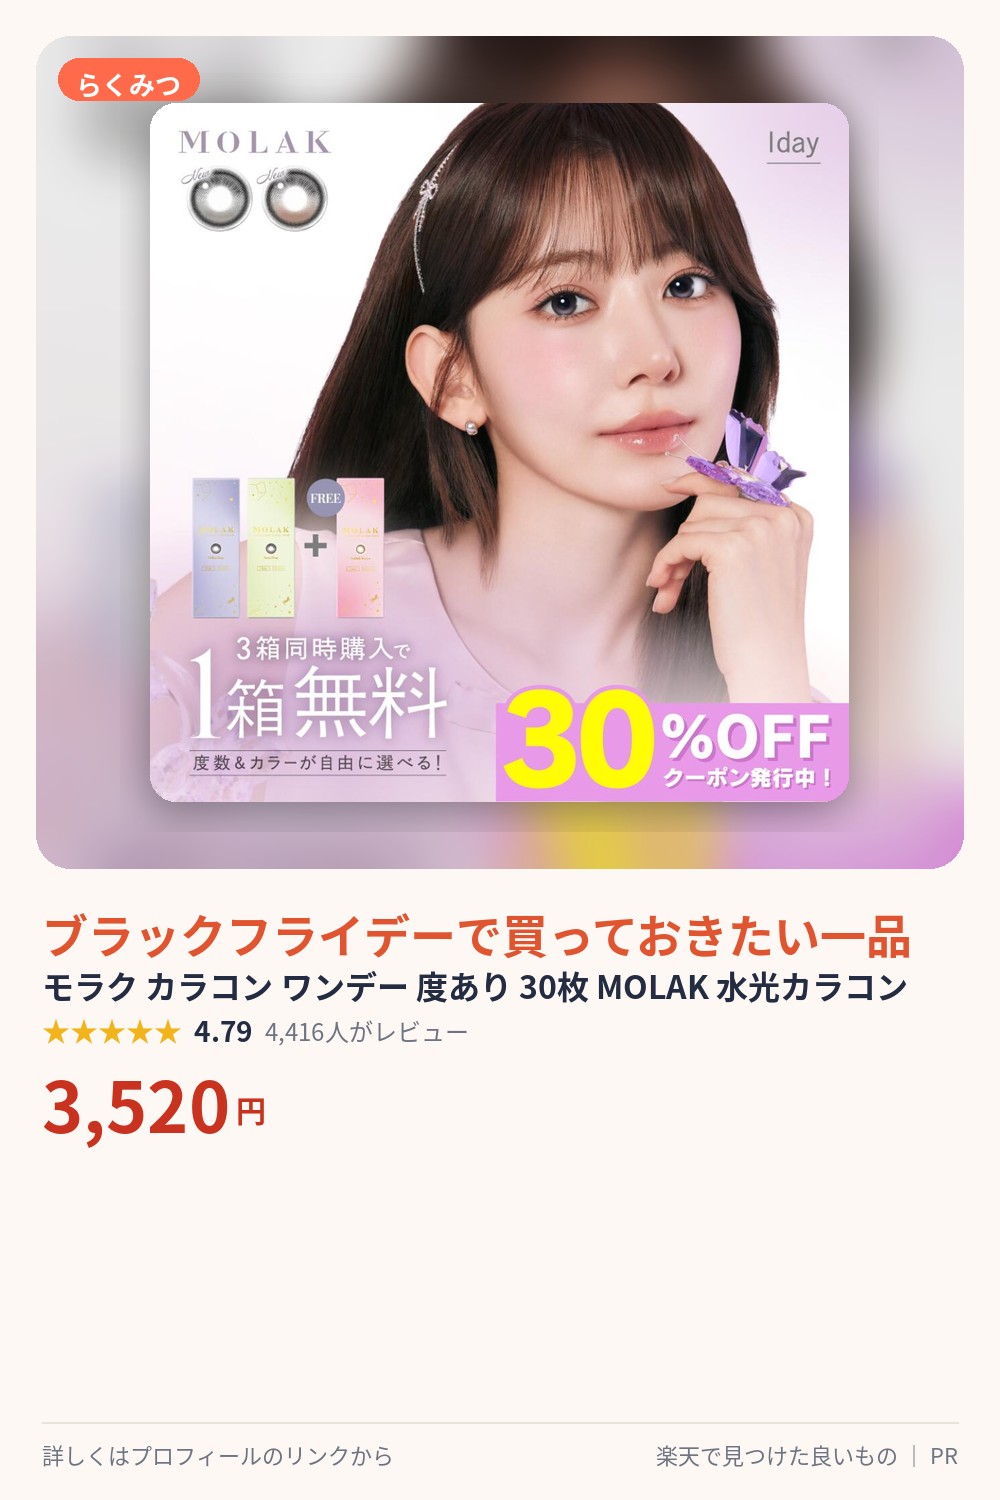 らくみつ
MOLAK
New New
1day
MOLAK MOLAK FREE MOLAK
+
3箱同時購入で
1箱無料
度数&カラーが自由に選べる!
30%OFF
クーポン発行中!
ブラックフライデーで買っておきたい一品
モラク カラコン ワンデー 度あり 30枚 MOLAK 水光カラコン
★★★★★ 4.79 4,416人がレビュー
3,520円
詳しくはプロフィールのリンクから
楽天で見つけた良いもの | PR